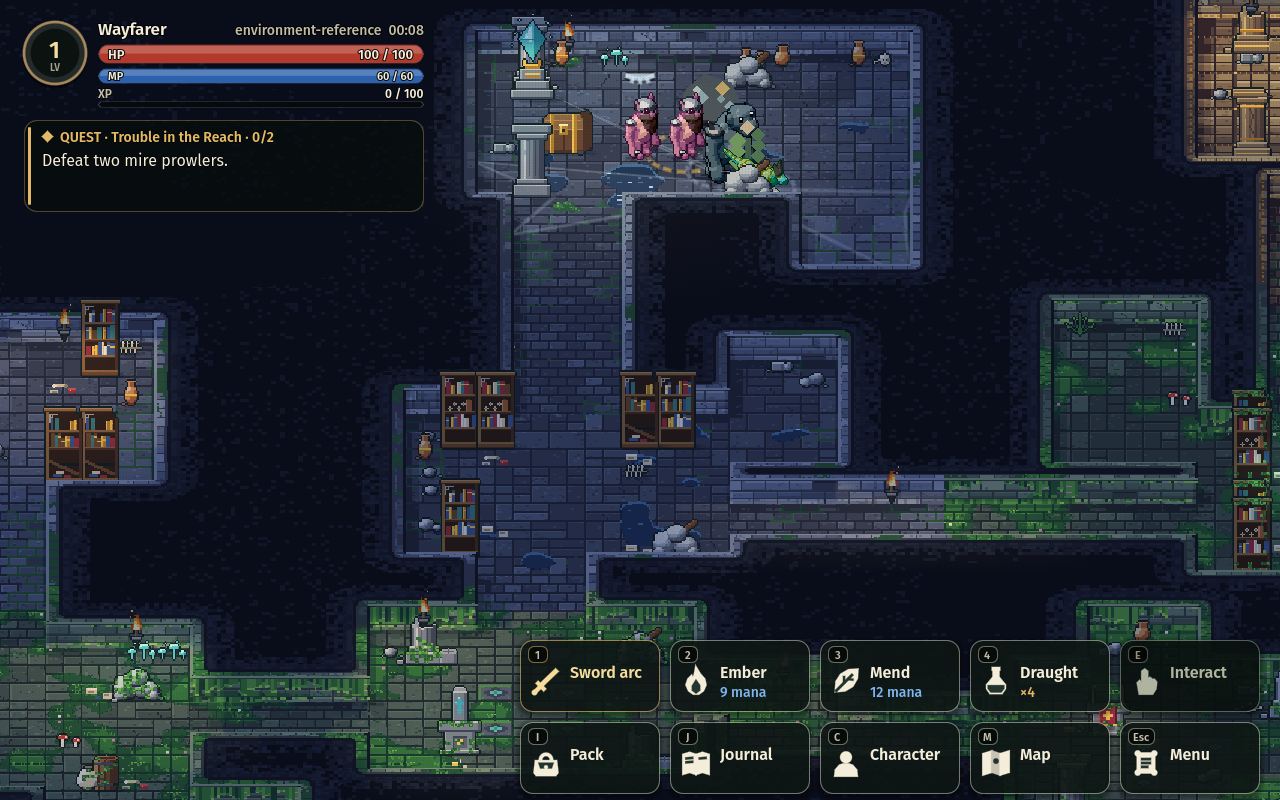 1
LV
Wayfarer environment-reference 00:08
HP 100 / 100
MP 60 / 60
XP 0 / 100
QUEST · Trouble in the Reach · 0/2
Defeat two mire prowlers.
1 Sword arc
2 Ember
9 mana
3 Mend
12 mana
4 Draught
×4
E Interact
I Pack
J Journal
C Character
M Map
Esc Menu